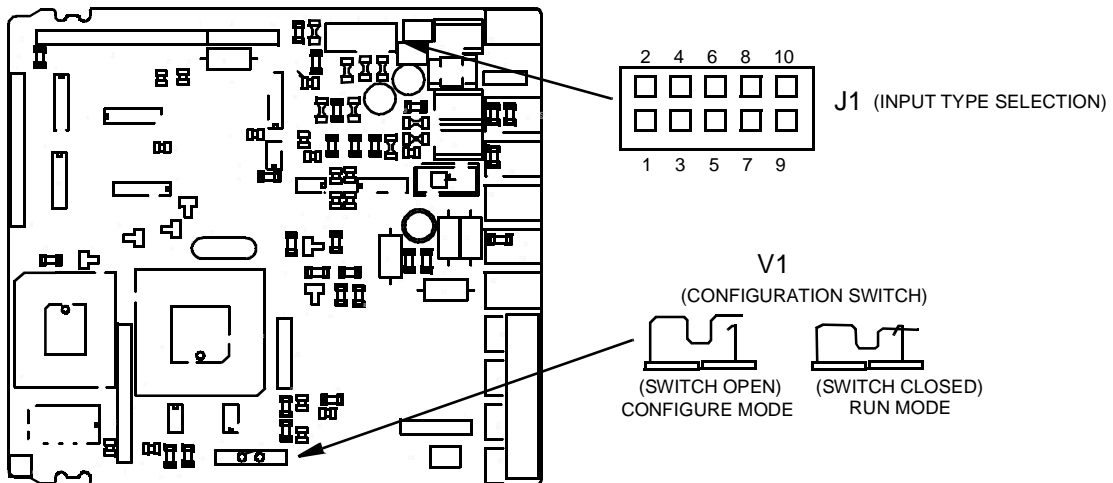 2 4 6 8 10
J1 (INPUT TYPE SELECTION)
1 3 5 7 9
V1
(CONFIGURATION SWITCH)
(SWITCH OPEN)
CONFIGURE MODE
(SWITCH CLOSED)
RUN MODE